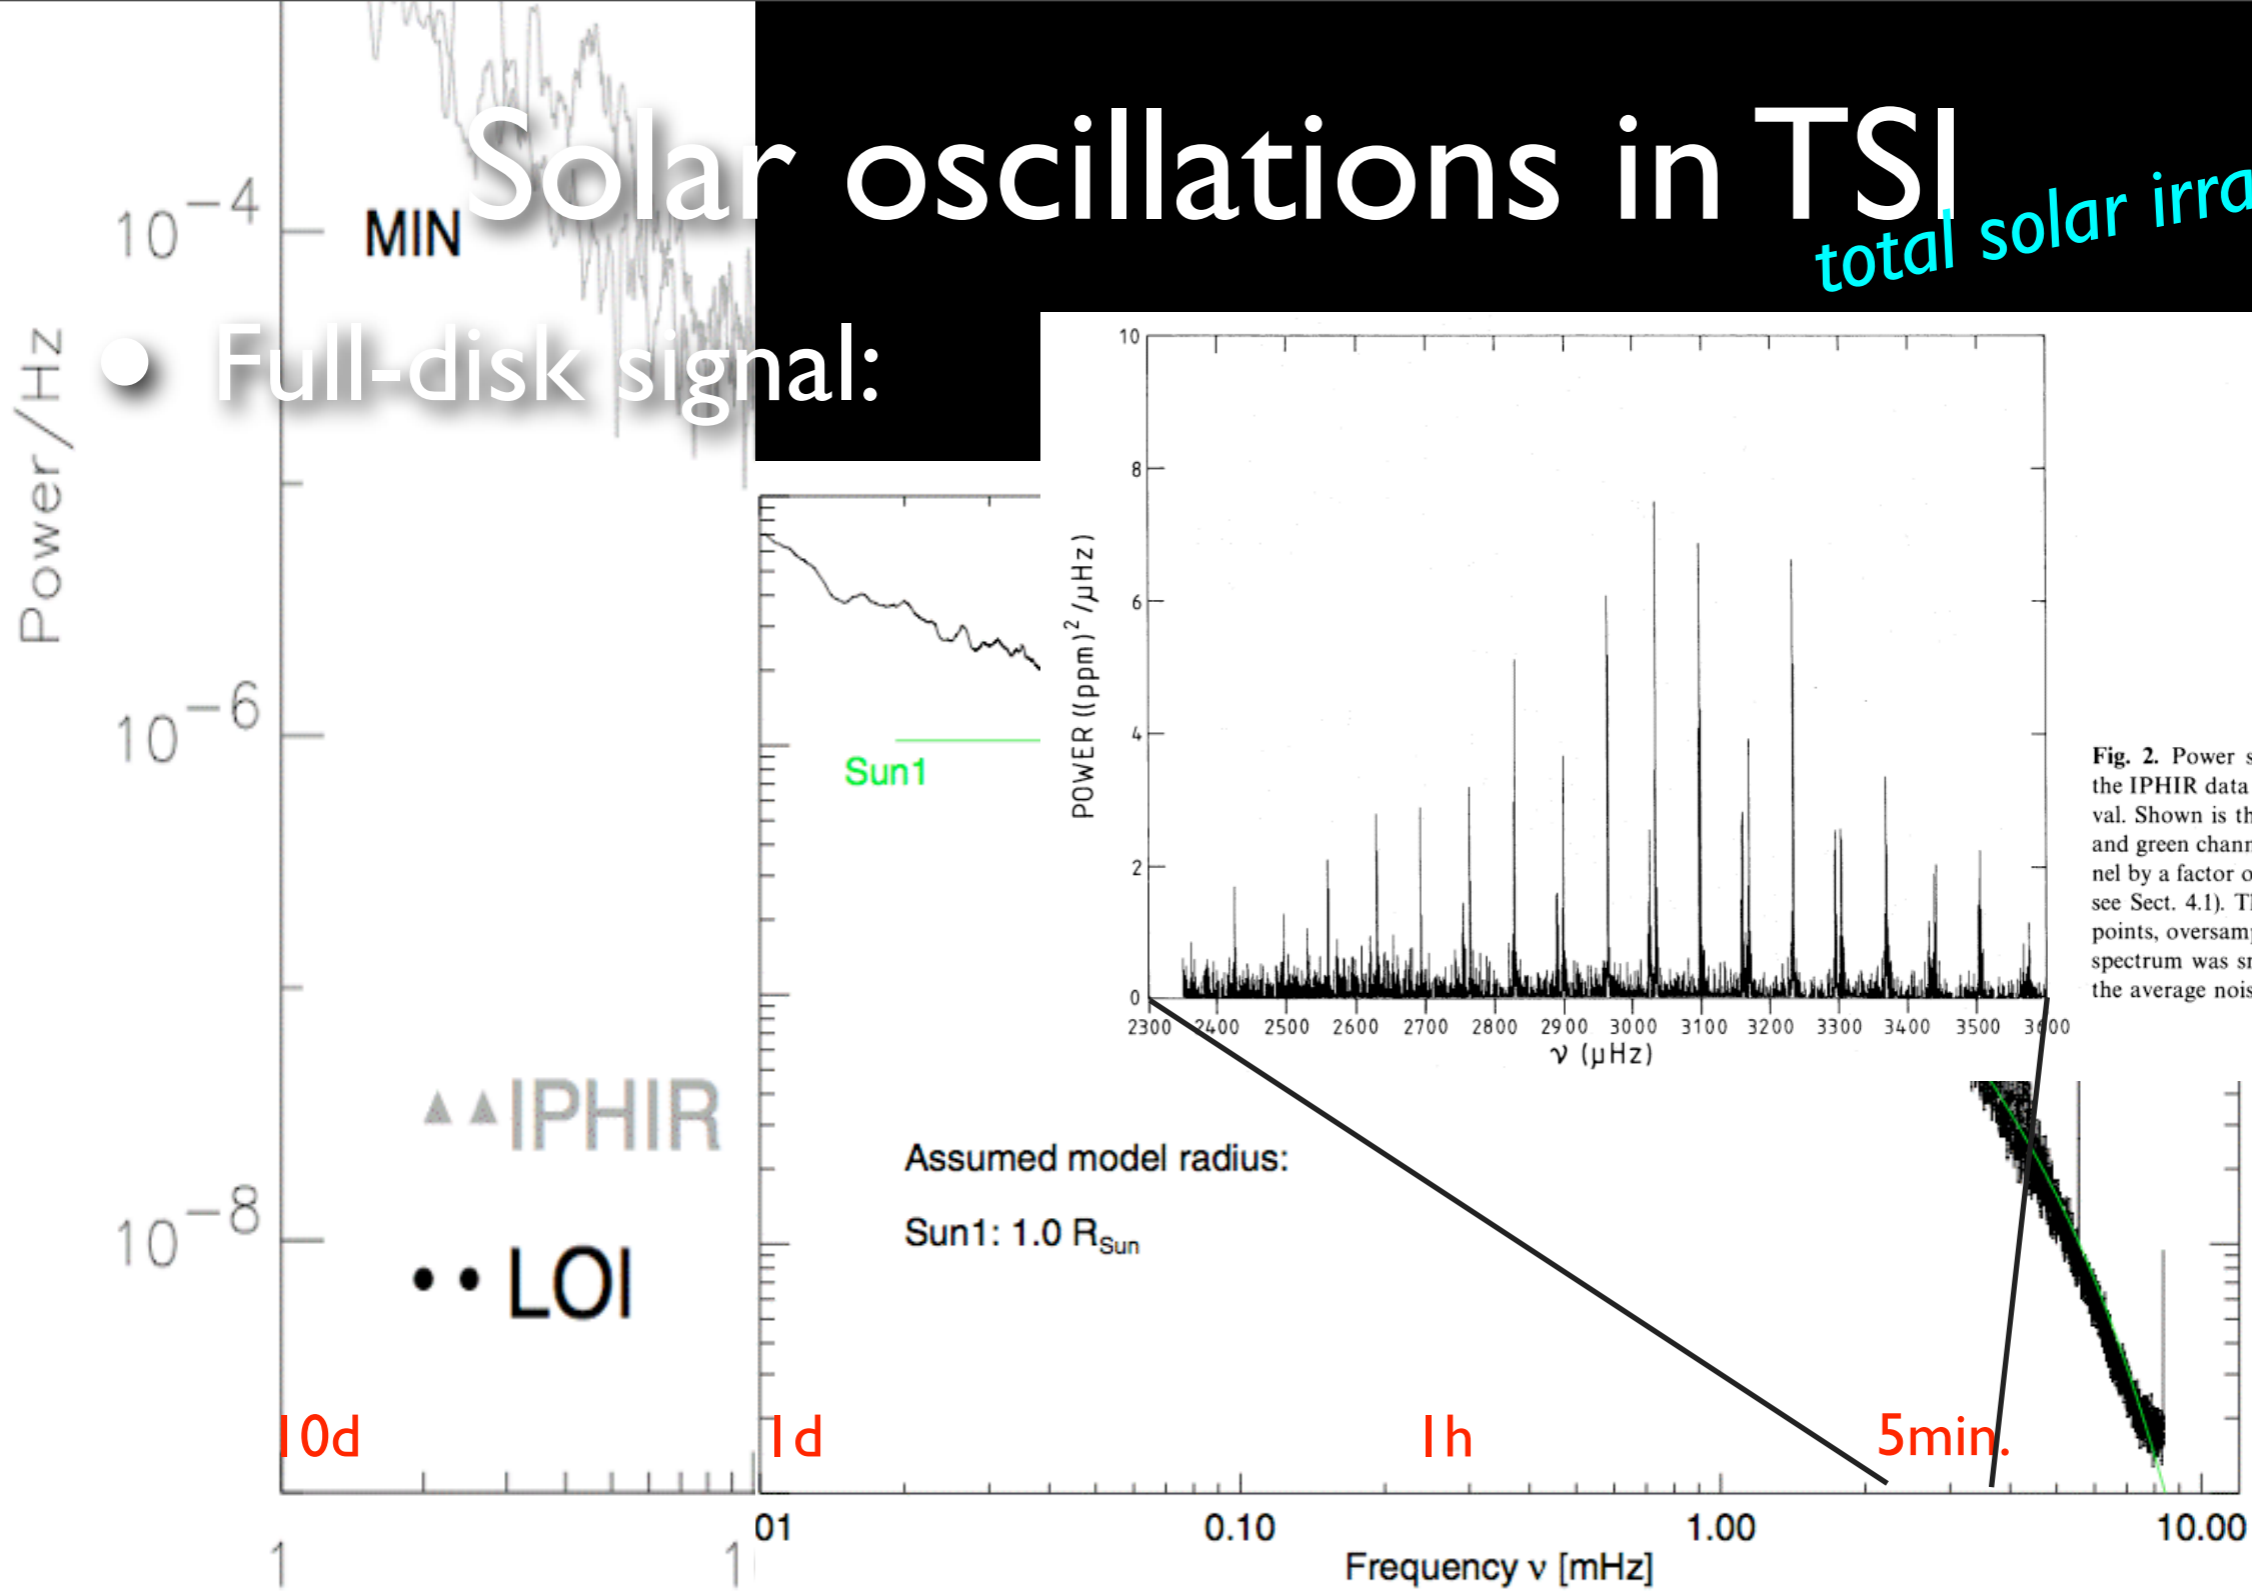 Solar oscillations in TSI
total solar irra
• Full-disk signal:
Power/Hz
10−4
MIN
10−6
10−8
▲▲IPHIR
••LOI
10d
1d
1h
5min.
1
1
01
0.10
1.00
10.00
Frequency ν [mHz]
Sun1
Assumed model radius:
Sun1: 1.0 RSun
POWER ((ppm)²/µHz)
10
8
6
4
2
0
2300 2400 2500 2600 2700 2800 2900 3000 3100 3200 3300 3400 3500 3600
ν (µHz)
Fig. 2. Power s
the IPHIR data
val. Shown is th
and green chann
nel by a factor o
see Sect. 4.1). Th
points, oversamp
spectrum was sm
the average nois